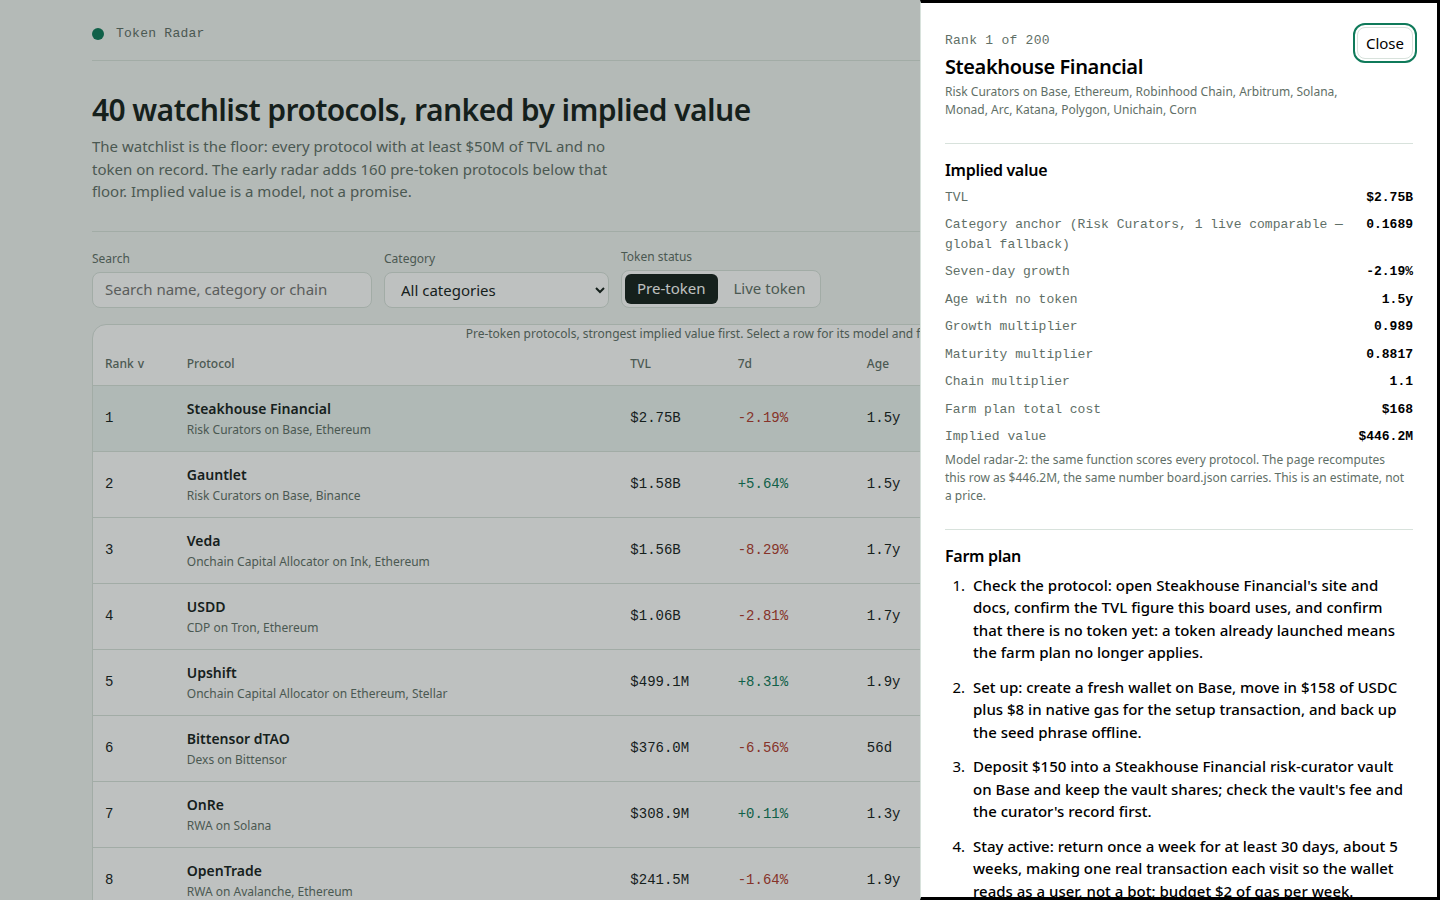 Token Radar
40 watchlist protocols, ranked by implied value
The watchlist is the floor: every protocol with at least $50M of TVL and no
token on record. The early radar adds 160 pre-token protocols below that
floor. Implied value is a model, not a promise.
Search
Category
Token status
Search name, category or chain
All categories
Pre-token
Live token
Pre-token protocols, strongest implied value first. Select a row for its model and f
Rank v Protocol TVL 7d Age
1 Steakhouse Financial $2.75B -2.19% 1.5y
Risk Curators on Base, Ethereum
2 Gauntlet $1.58B +5.64% 1.5y
Risk Curators on Base, Binance
3 Veda $1.56B -8.29% 1.7y
Onchain Capital Allocator on Ink, Ethereum
4 USDD $1.06B -2.81% 1.7y
CDP on Tron, Ethereum
5 Upshift $499.1M +8.31% 1.9y
Onchain Capital Allocator on Ethereum, Stellar
6 Bittensor dTAO $376.0M -6.56% 56d
Dexs on Bittensor
7 OnRe $308.9M +0.11% 1.3y
RWA on Solana
8 OpenTrade $241.5M -1.64% 1.9y
RWA on Avalanche, Ethereum
Rank 1 of 200
Close
Steakhouse Financial
Risk Curators on Base, Ethereum, Robinhood Chain, Arbitrum, Solana,
Monad, Arc, Katana, Polygon, Unichain, Corn
Implied value
TVL $2.75B
Category anchor (Risk Curators, 1 live comparable — 0.1689
global fallback)
Seven-day growth -2.19%
Age with no token 1.5y
Growth multiplier 0.989
Maturity multiplier 0.8817
Chain multiplier 1.1
Farm plan total cost $168
Implied value $446.2M
Model radar-2: the same function scores every protocol. The page recomputes
this row as $446.2M, the same number board.json carries. This is an estimate, not
a price.
Farm plan
1. Check the protocol: open Steakhouse Financial's site and
docs, confirm the TVL figure this board uses, and confirm
that there is no token yet: a token already launched means
the farm plan no longer applies.
2. Set up: create a fresh wallet on Base, move in $158 of USDC
plus $8 in native gas for the setup transaction, and back up
the seed phrase offline.
3. Deposit $150 into a Steakhouse Financial risk-curator vault
on Base and keep the vault shares; check the vault's fee and
the curator's record first.
4. Stay active: return once a week for at least 30 days, about 5
weeks, making one real transaction each visit so the wallet
reads as a user, not a bot; budget $2 of gas per week.